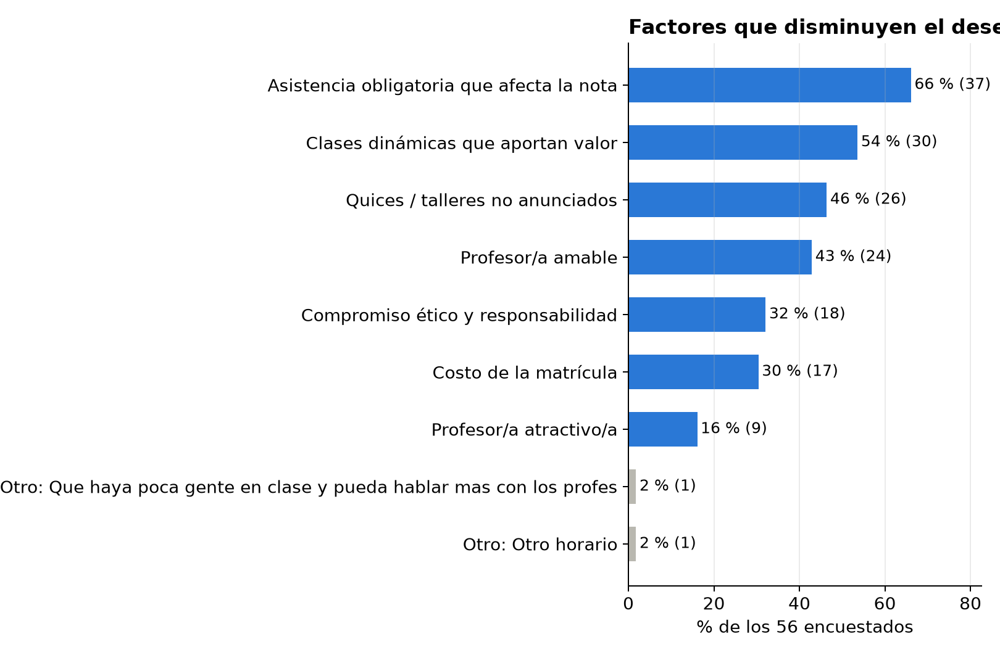 Factores que disminuyen el dese
Asistencia obligatoria que afecta la nota
66 % (37)
Clases dinámicas que aportan valor
54 % (30)
Quices / talleres no anunciados
46 % (26)
Profesor/a amable
43 % (24)
Compromiso ético y responsabilidad
32 % (18)
Costo de la matrícula
30 % (17)
Profesor/a atractivo/a
16 % (9)
Otro: Que haya poca gente en clase y pueda hablar mas con los profes
2 % (1)
Otro: Otro horario
2 % (1)
0 20 40 60 80
% de los 56 encuestados